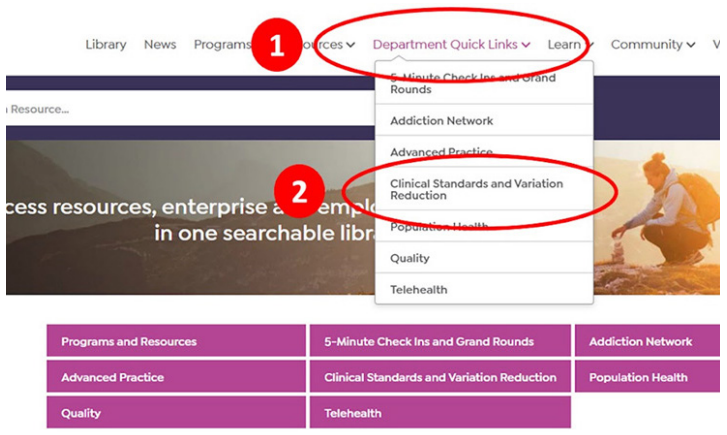 Library News Programs ources Department Quick Links Learn Community V
1
Resource...
5-Minute Check Ins and Grand
Rounds
Addiction Network
Advanced Practice
2
Clinical Standards and Variation
Reduction
Population Health
Quality
Telehealth
cess resources, enterprise a empl
in one searchable libr
Programs and Resources 5-Minute Check Ins and Grand Rounds Addiction Network
Advanced Practice Clinical Standards and Variation Reduction Population Health
Quality Telehealth